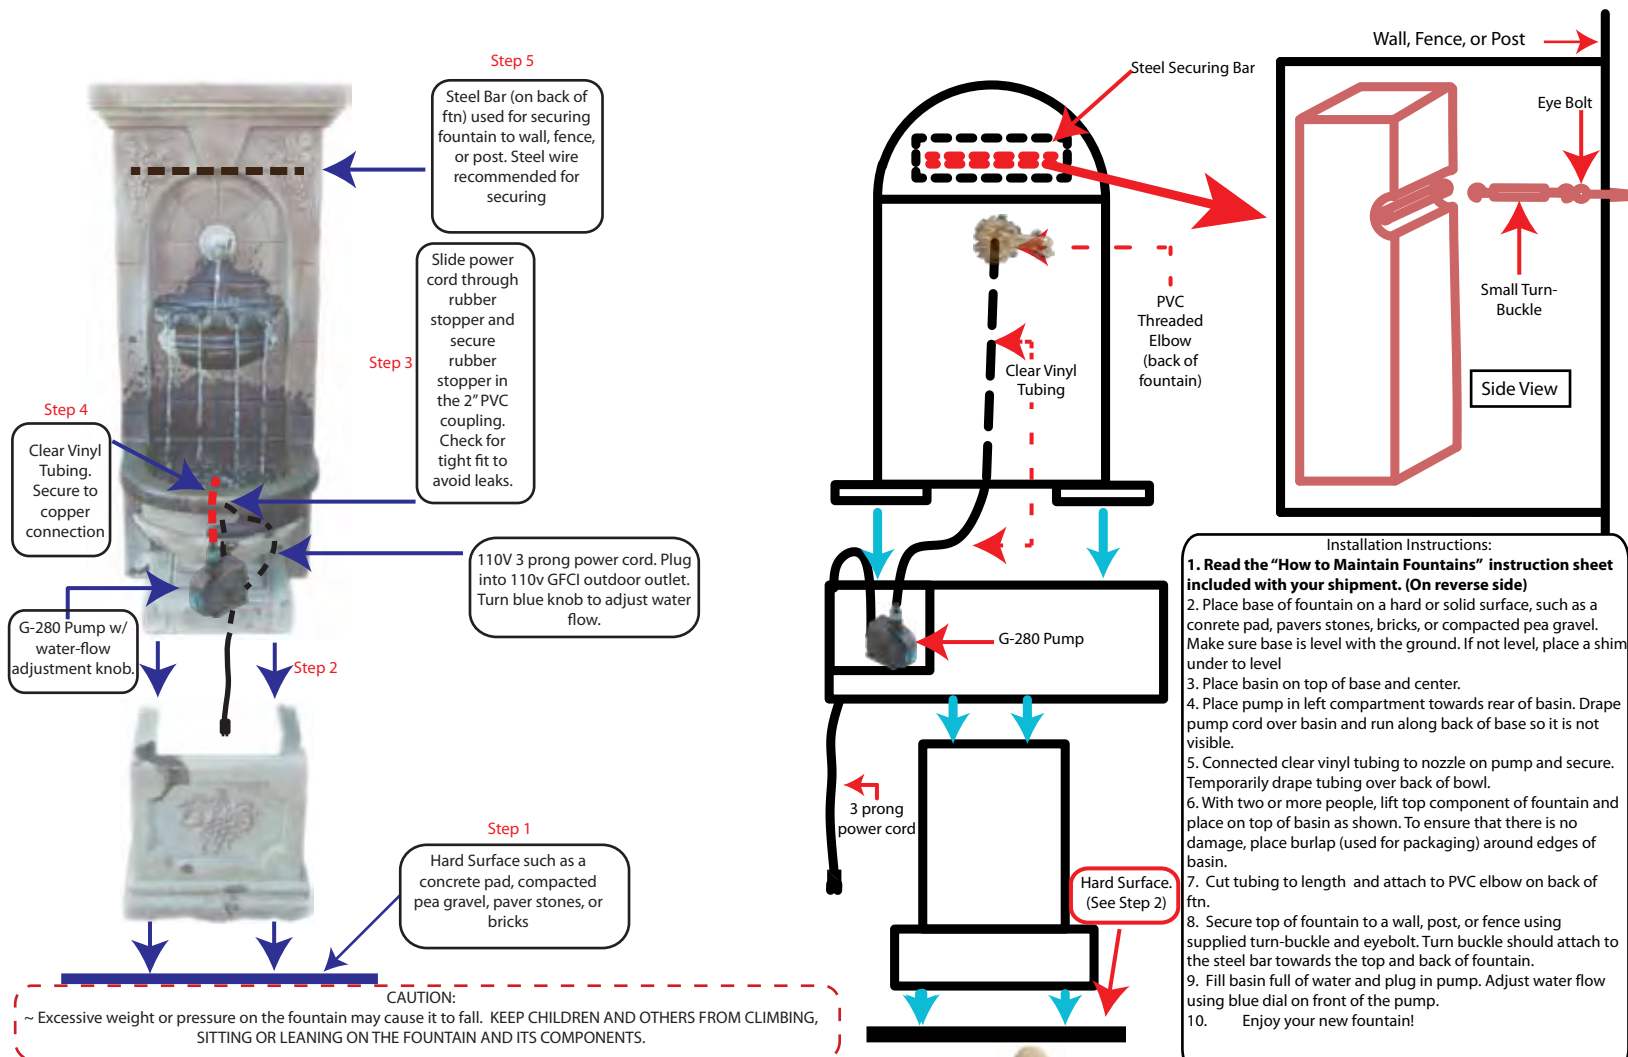 Step 5
Steel Bar (on back of
ftn) used for securing
fountain to wall, fence,
or post. Steel wire
recommended for
securing
Slide power
cord through
rubber
stopper and
secure
rubber
stopper in
the 2" PVC
coupling.
Check for
tight fit to
avoid leaks.
Step 3
Step 4
Clear Vinyl
Tubing.
Secure to
copper
connection
110V 3 prong power cord. Plug
into 110v GFCI outdoor outlet.
Turn blue knob to adjust water
flow.
G-280 Pump w/
water-flow
adjustment knob.
Step 2
Step 1
Hard Surface such as a
concrete pad, compacted
pea gravel, paver stones, or
bricks
CAUTION:
~ Excessive weight or pressure on the fountain may cause it to fall. KEEP CHILDREN AND OTHERS FROM CLIMBING,
SITTING OR LEANING ON THE FOUNTAIN AND ITS COMPONENTS.
Steel Securing Bar
PVC
Threaded
Elbow
(back of
fountain)
Clear Vinyl
Tubing
G-280 Pump
3 prong
power cord
Hard Surface.
(See Step 2)
Wall, Fence, or Post
Eye Bolt
Small Turn-
Buckle
Side View
Installation Instructions:
1. Read the "How to Maintain Fountains" instruction sheet
included with your shipment. (On reverse side)
2. Place base of fountain on a hard or solid surface, such as a
conrete pad, pavers stones, bricks, or compacted pea gravel.
Make sure base is level with the ground. If not level, place a shim
under to level
3. Place basin on top of base and center.
4. Place pump in left compartment towards rear of basin. Drape
pump cord over basin and run along back of base so it is not
visible.
5. Connected clear vinyl tubing to nozzle on pump and secure.
Temporarily drape tubing over back of bowl.
6. With two or more people, lift top component of fountain and
place on top of basin as shown. To ensure that there is no
damage, place burlap (used for packaging) around edges of
basin.
7. Cut tubing to length and attach to PVC elbow on back of
ftn.
8. Secure top of fountain to a wall, post, or fence using
supplied turn-buckle and eyebolt. Turn buckle should attach to
the steel bar towards the top and back of fountain.
9. Fill basin full of water and plug in pump. Adjust water flow
using blue dial on front of the pump.
10. Enjoy your new fountain!